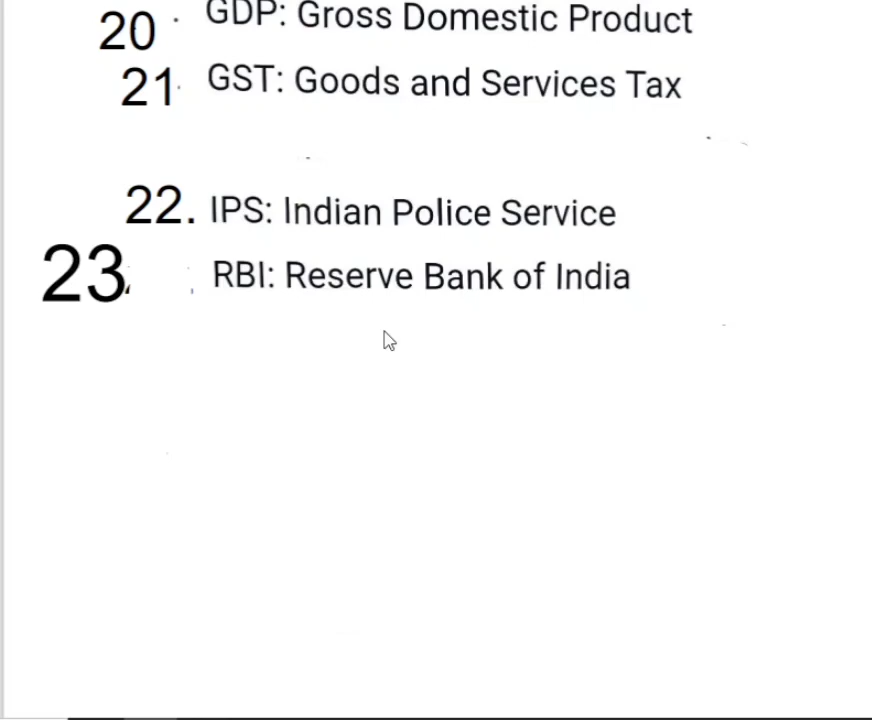 20. GDP: Gross Domestic Product
21. GST: Goods and Services Tax
22. IPS: Indian Police Service
23. RBI: Reserve Bank of India